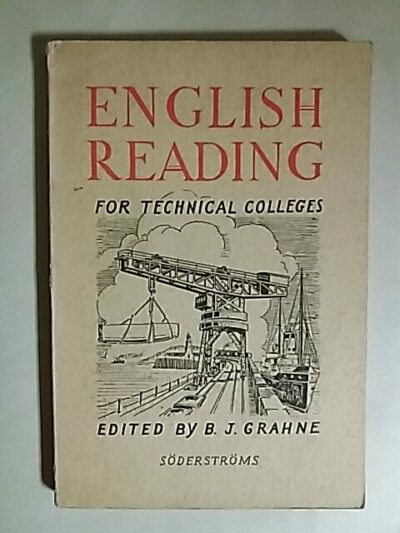 ENGLISH
READING
FOR TECHNICAL COLLEGES
EDITED By B. J. GRAHNE
SÖDERSTRÖMS